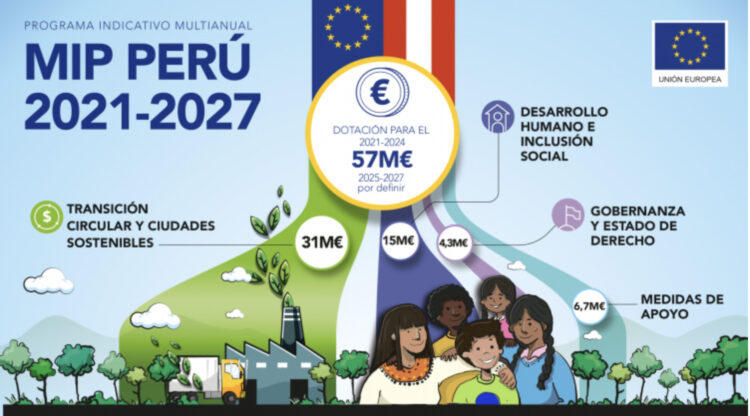 PROGRAMA INDICATIVO MULTIANUAL
MIP PERÚ
2021-2027
UNIÓN EUROPEA
€
DOTACIÓN PARA EL
2021-2024
57M€
2025-2027
por definir
DESARROLLO
HUMANO E
INCLUSIÓN
SOCIAL
$
TRANSICIÓN
CIRCULAR Y CIUDADES
SOSTENIBLES
31M€
15M€
4,3M€
GOBERNANZA
Y ESTADO DE
DERECHO
6,7M€
MEDIDAS DE
APOYO